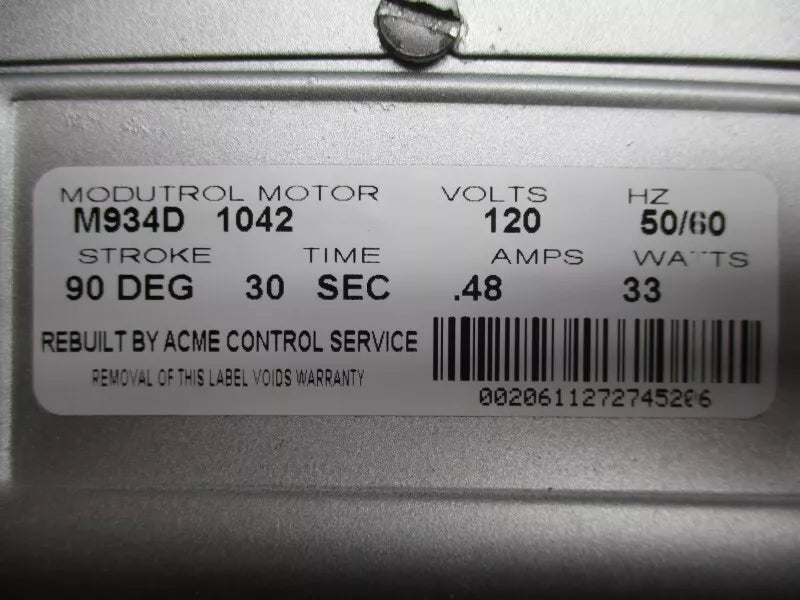 MODUTROL MOTOR VOLTS HZ
M934D 1042 120 50/60
STROKE TIME AMPS WATTS
90 DEG 30 SEC .48 33
REBUILT BY ACME CONTROL SERVICE
REMOVAL OF THIS LABEL VOIDS WARRANTY
0020611272745206